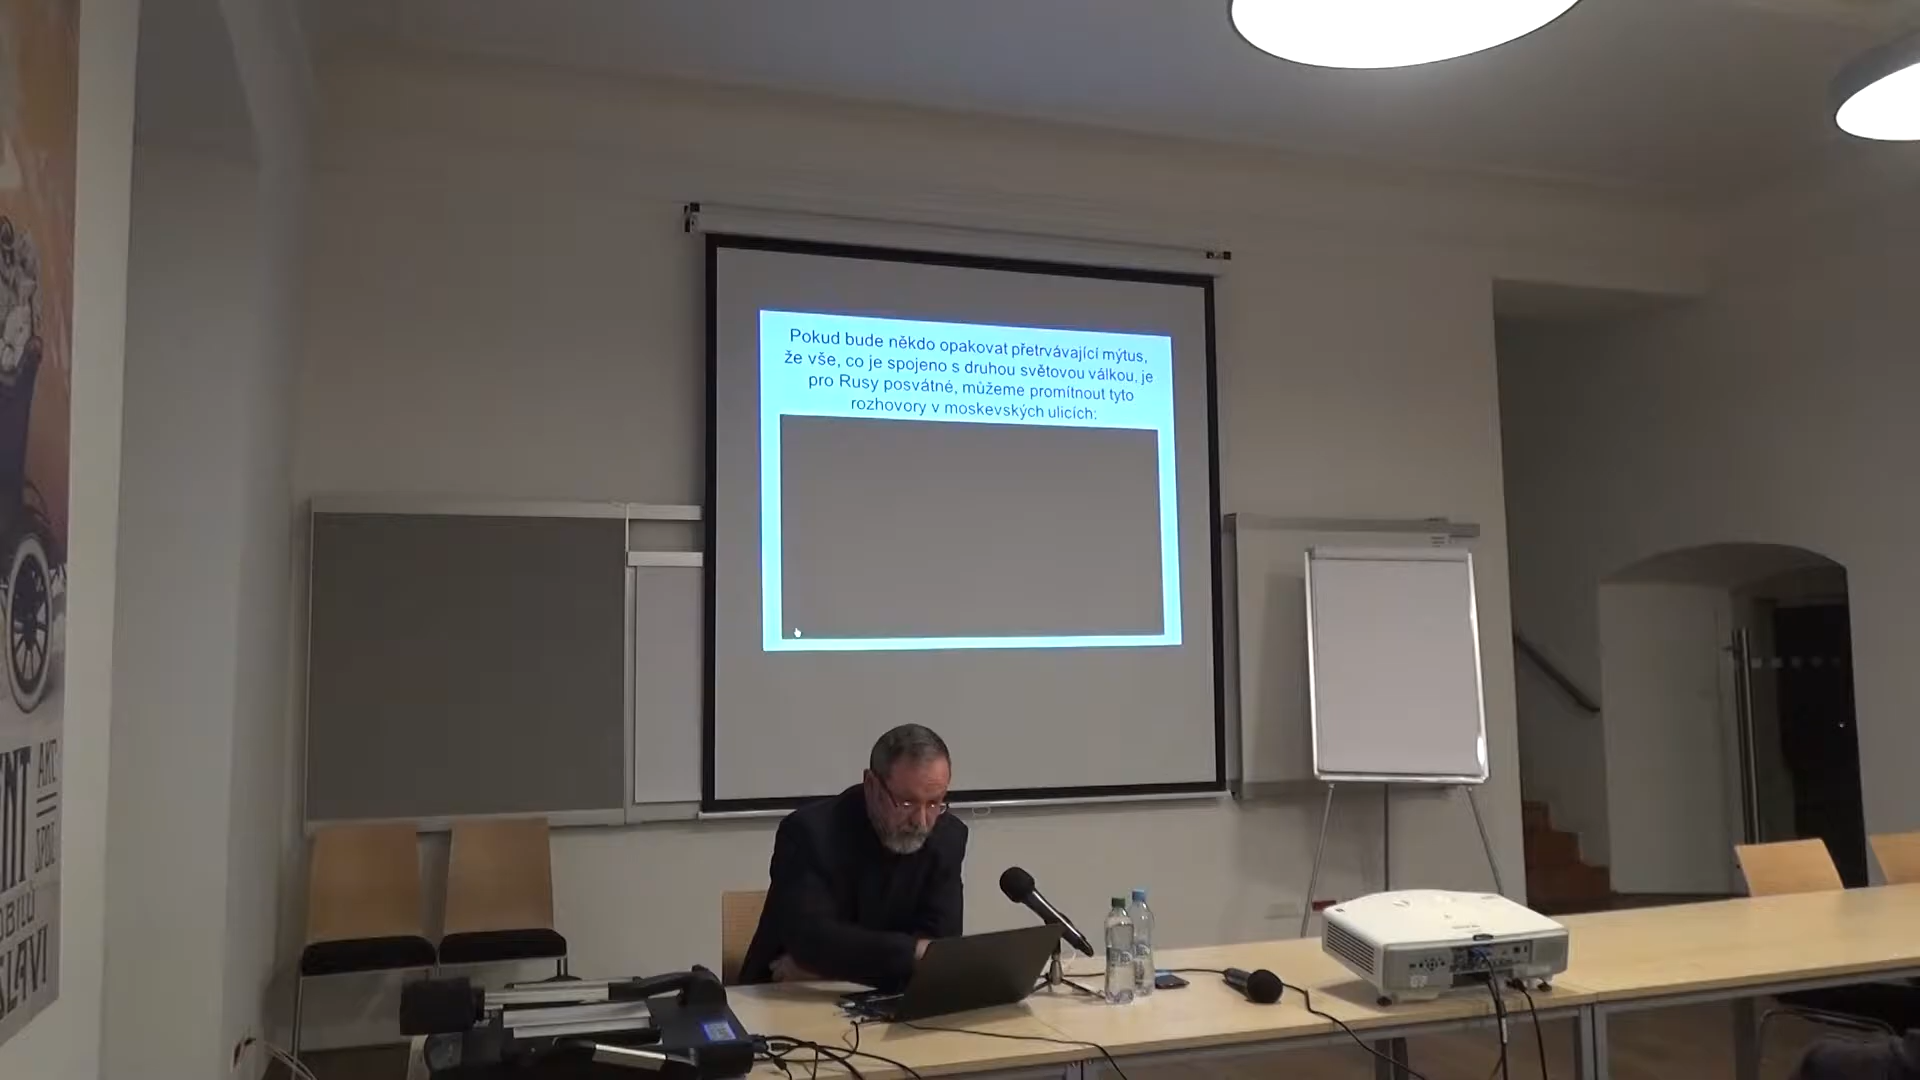 Pokud bude někdo opakovat přetrvávající mýtus,
že vše, co je spojeno s druhou světovou válkou, je
pro Rusy posvátné, můžeme promítnout tyto
rozhovory v moskevských ulicích: